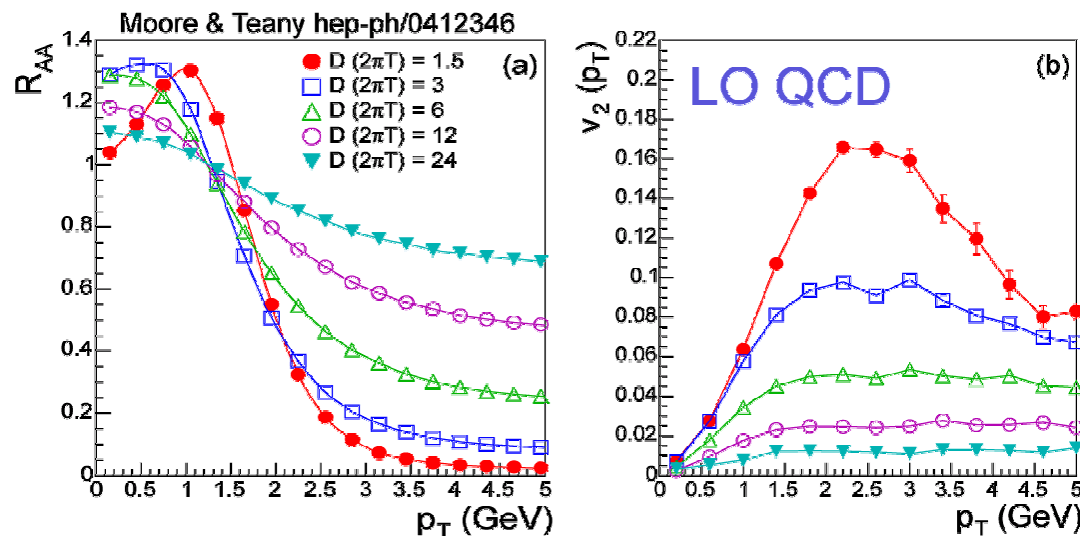 Moore & Teany hep-ph/0412346
R_AA
1.4
1.2
1
0.8
0.6
0.4
0.2
0
(a)
D (2πT) = 1.5
D (2πT) = 3
D (2πT) = 6
D (2πT) = 12
D (2πT) = 24
0 0.5 1 1.5 2 2.5 3 3.5 4 4.5 5
p_T (GeV)
v_2 (p_T)
0.22
0.2
0.16
0.12
0.1
0.08
0.06
0.04
0.02
0
(b)
LO QCD
0 0.5 1 1.5 2 2.5 3 3.5 4 4.5 5
p_T (GeV)